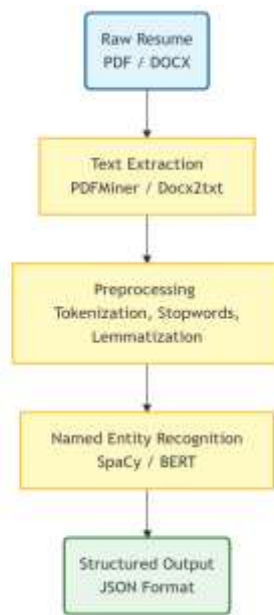 Raw Resume
PDF / DOCX
Text Extraction
PDFMiner / Docx2txt
Preprocessing
Tokenization, Stopwords,
Lemmatization
Named Entity Recognition
SpaCy / BERT
Structured Output
JSON Format